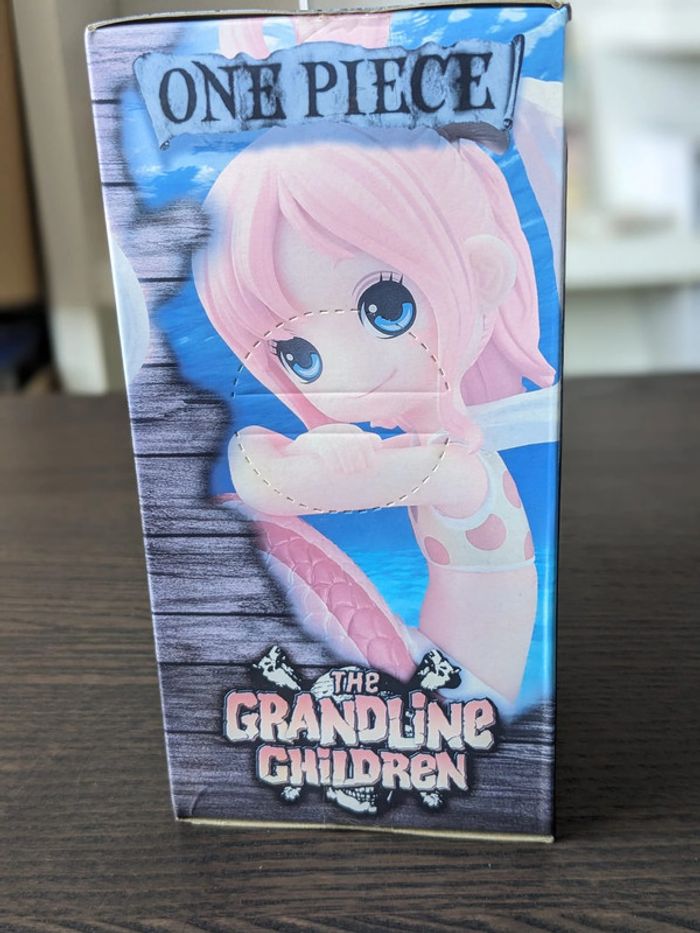 ONE PIECE
THE
GRANDLINE
CHILDREN